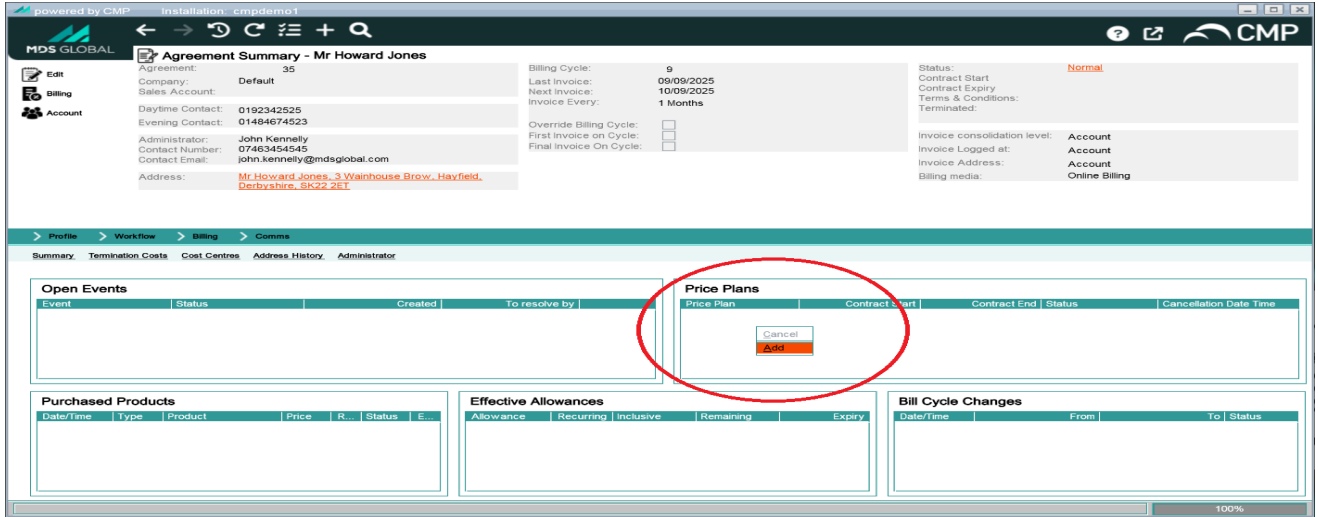 powered by CMP Installation: cmpdemo1
MDS GLOBAL
CMP
Agreement Summary - Mr Howard Jones
Edit
Billing
Account
Agreement: 35
Company: Default
Sales Account:
Daytime Contact: 0192342525
Evening Contact: 01484674523
Administrator: John Kennelly
Contact Number: 07463454545
Contact Email: john.kennelly@mdsglobal.com
Address: Mr Howard Jones, 3 Wainhouse Brow, Hayfield,
Derbyshire, SK22 2ET
Billing Cycle: 9
Last Invoice: 09/09/2025
Next Invoice: 10/09/2025
Invoice Every: 1 Months
Override Billing Cycle:
First Invoice on Cycle:
Final Invoice On Cycle:
Status: Normal
Contract Start
Contract Expiry
Terms & Conditions:
Terminated:
Invoice consolidation level: Account
Invoice Logged at: Account
Invoice Address: Account
Billing media: Online Billing
Profile Workflow Billing Comms
Summary Termination Costs Cost Centres Address History Administrator
Open Events
Event Status Created To resolve by
Price Plans
Price Plan Contract Start Contract End Status Cancellation Date Time
Cancel
Add
Purchased Products
Date/Time Type Product Price R... Status E...
Effective Allowances
Allowance Recurring Inclusive Remaining Expiry
Bill Cycle Changes
Date/Time From To Status
100%